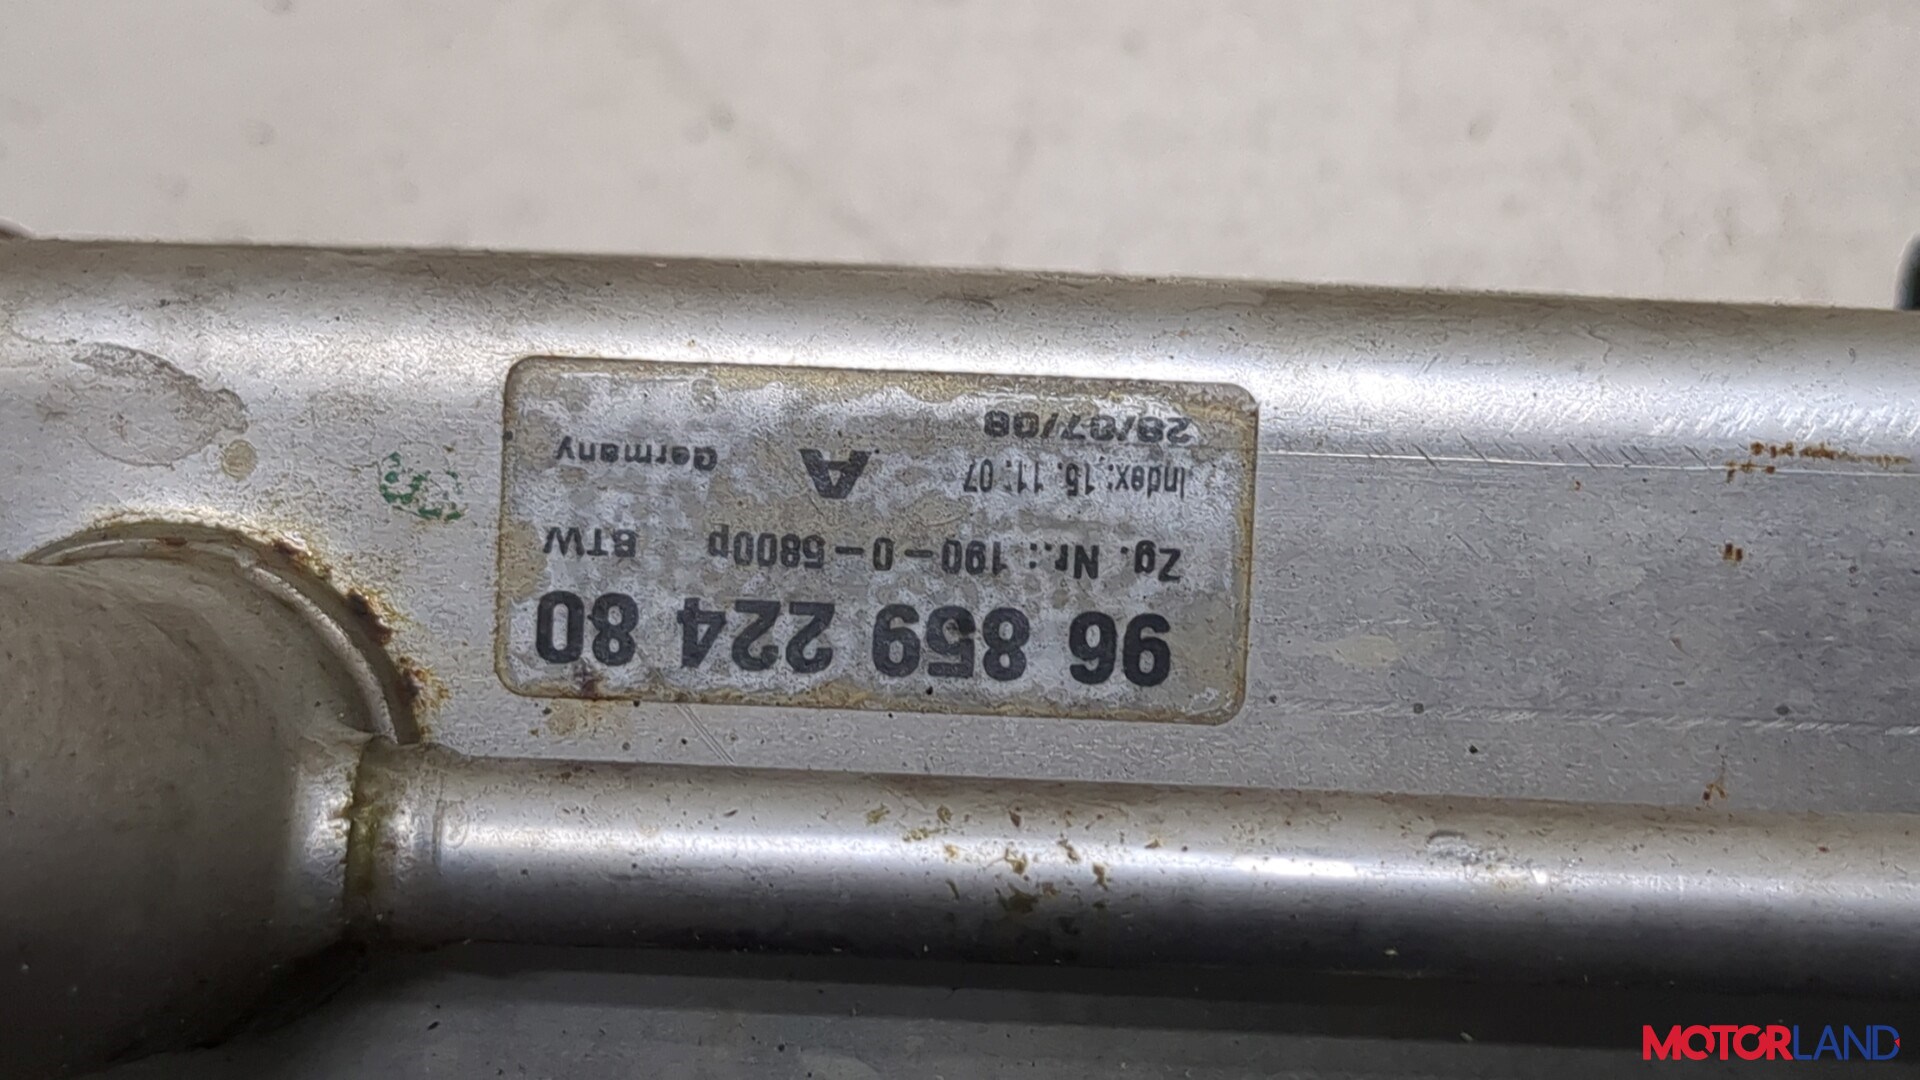 96 859 224 80
Zg. Nr.: 190-0-5800p BTW
Index: 15. 11. 07 A Germany
28/07/08
MOTORLAND